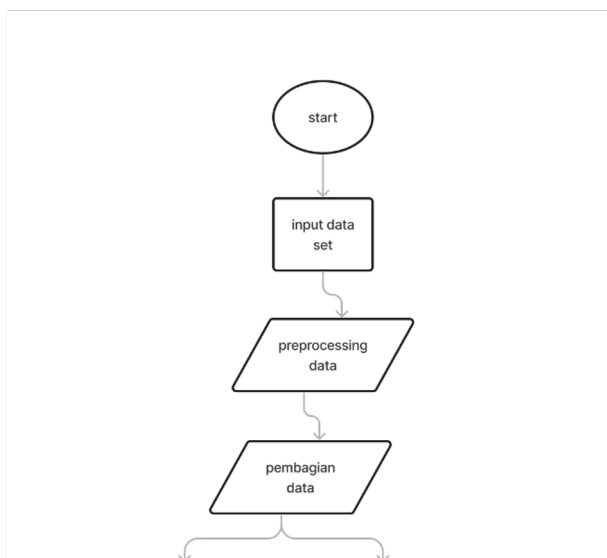 start
input data
set
preprocessing
data
pembagian
data